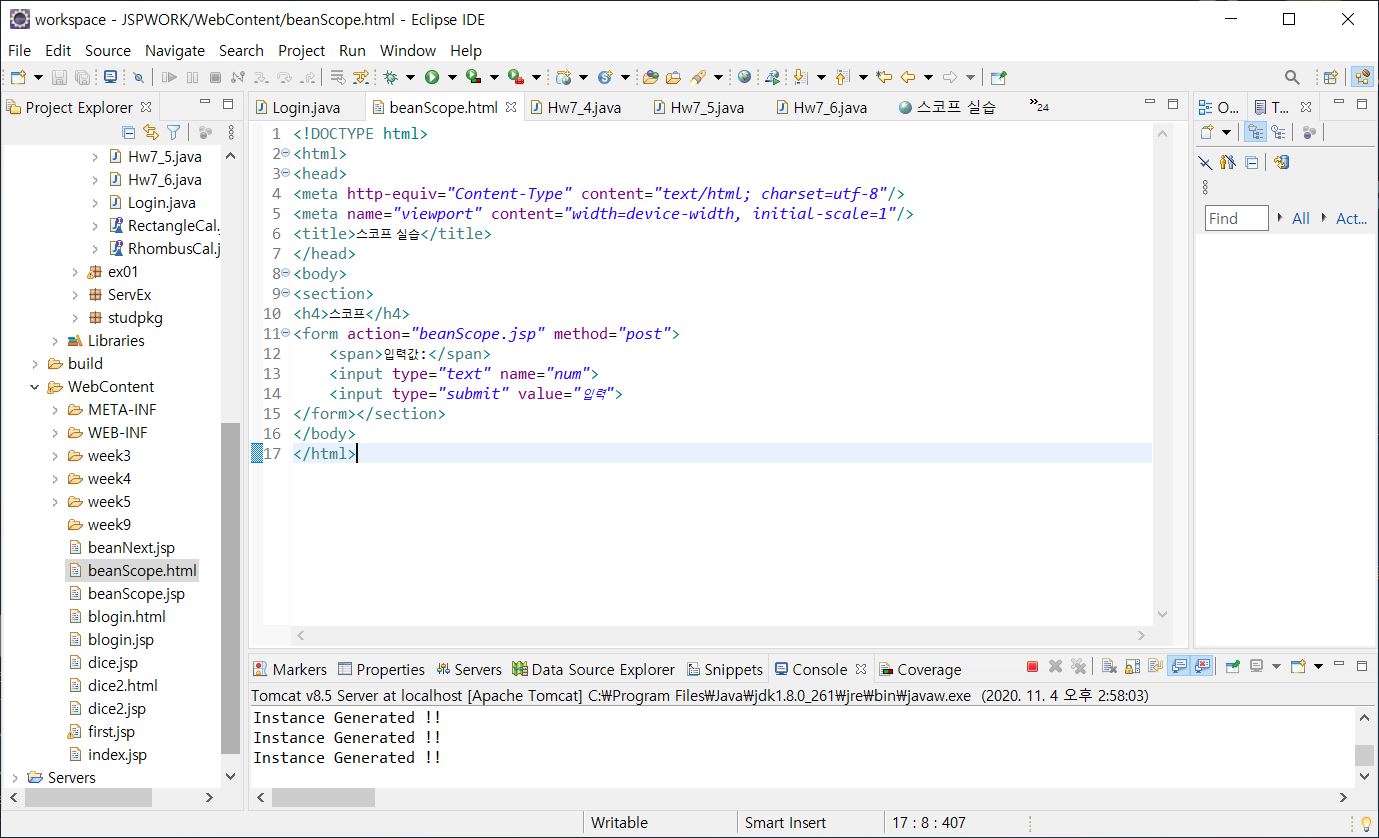 workspace - JSPWORK/WebContent/beanScope.html - Eclipse IDE
File Edit Source Navigate Search Project Run Window Help
Project Explorer
Hw7_5.java
Hw7_6.java
Login.java
RectangleCal.
RhombusCal.j
ex01
ServEx
studpkg
Libraries
build
WebContent
META-INF
WEB-INF
week3
week4
week5
week9
beanNext.jsp
beanScope.html
beanScope.jsp
blogin.html
blogin.jsp
dice.jsp
dice2.html
dice2.jsp
first.jsp
index.jsp
Servers
Login.java beanScope.html Hw7_4.java Hw7_5.java Hw7_6.java 스코프 실습 »24
1 <!DOCTYPE html>
2 <html>
3 <head>
4 <meta http-equiv="Content-Type" content="text/html; charset=utf-8"/>
5 <meta name="viewport" content="width=device-width, initial-scale=1"/>
6 <title>스코프 실습</title>
7 </head>
8 <body>
9 <section>
10 <h4>스코프</h4>
11 <form action="beanScope.jsp" method="post">
12 <span>입력값:</span>
13 <input type="text" name="num">
14 <input type="submit" value="입력">
15 </form></section>
16 </body>
17 </html>
O... T...
Find All Act...
Markers Properties Servers Data Source Explorer Snippets Console Coverage
Tomcat v8.5 Server at localhost [Apache Tomcat] C:₩Program Files₩Java₩jdk1.8.0_261₩jre₩bin₩javaw.exe (2020. 11. 4 오후 2:58:03)
Instance Generated !!
Instance Generated !!
Instance Generated !!
Writable Smart Insert 17 : 8 : 407